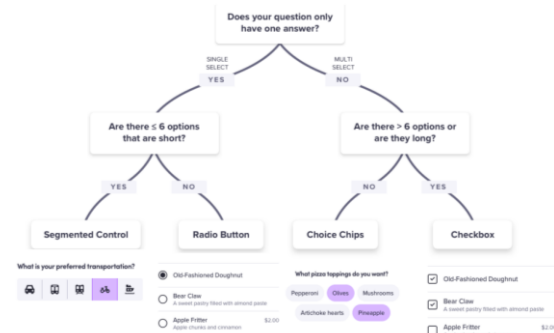 Does your question only
have one answer?
SINGLE
SELECT
YES
MULTI
SELECT
NO
Are there ≤ 6 options
that are short?
Are there > 6 options or
are they long?
YES
NO
NO
YES
Segmented Control
Radio Button
Choice Chips
Checkbox
What is your preferred transportation?
Old-Fashioned Doughnut
Bear Claw
A sweet pastry filled with almond paste
Apple Fritter
$2.00
Apple chunks and cinnamon
What pizza toppings do you want?
Pepperoni
Olives
Mushrooms
Artichoke hearts
Pineapple
Old-Fashioned Doughnut
Bear Claw
A sweet pastry filled with almond paste
Apple Fritter
$2.00